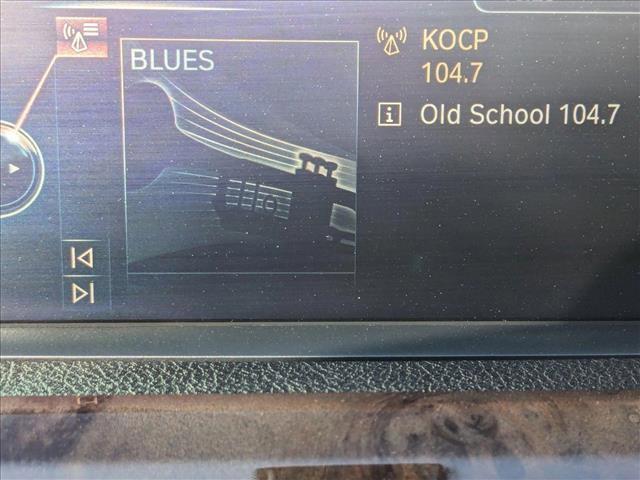 BLUES
KOCP
104.7
Old School 104.7